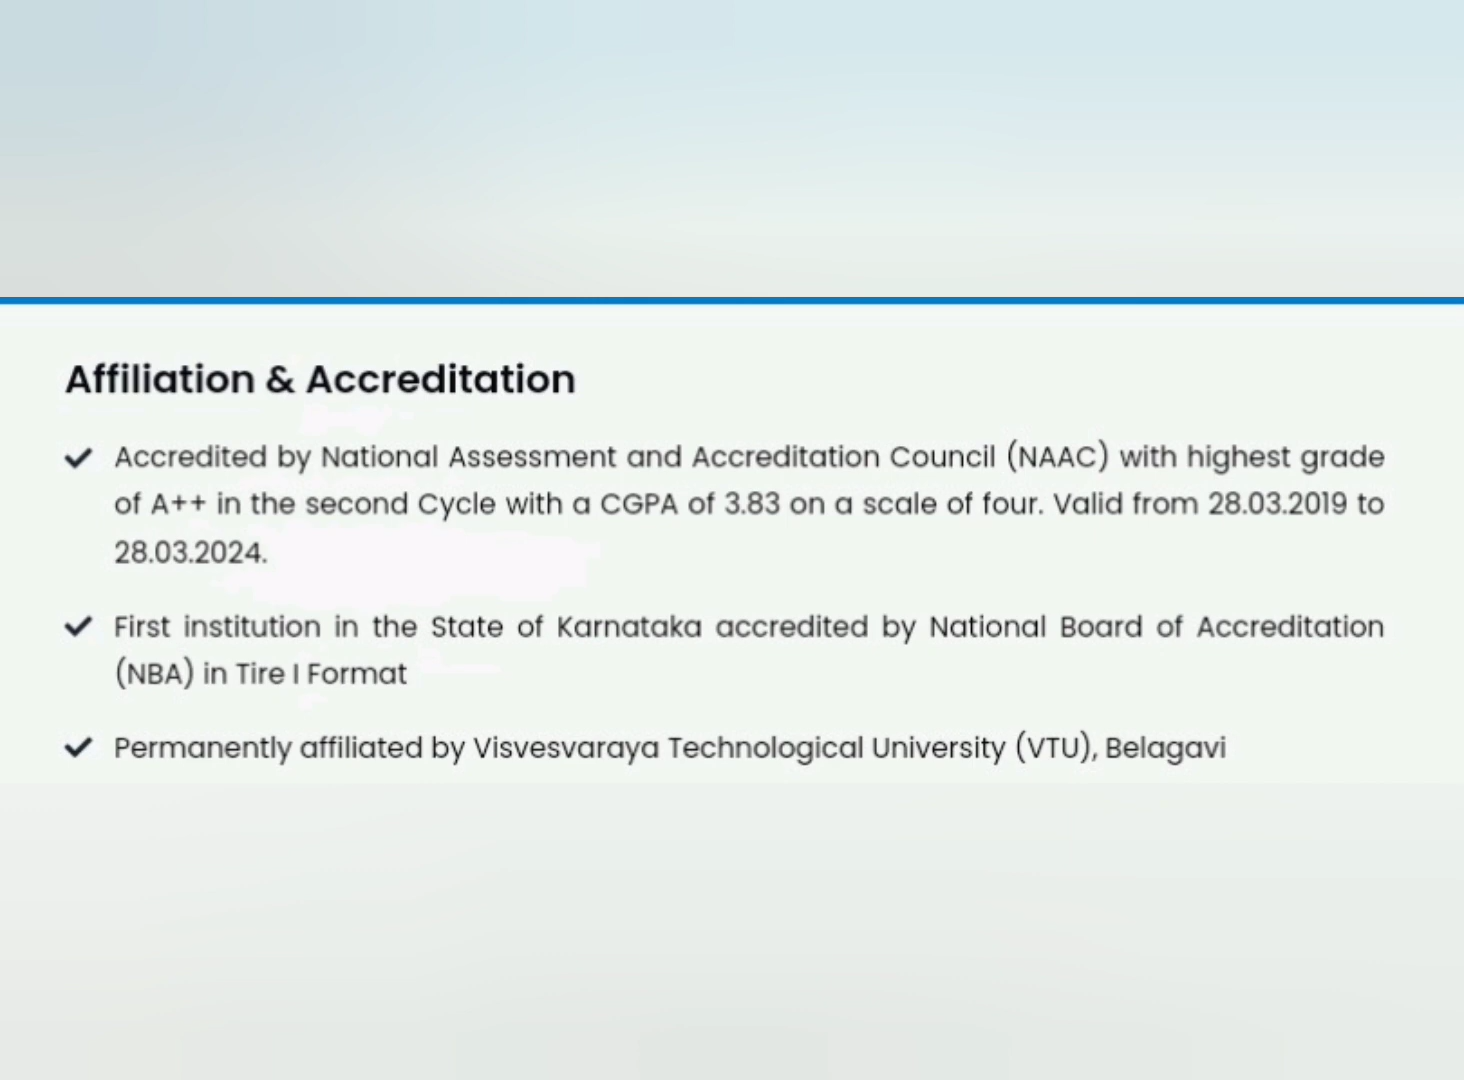 Affiliation & Accreditation
Accredited by National Assessment and Accreditation Council (NAAC) with highest grade
of A++ in the second Cycle with a CGPA of 3.83 on a scale of four. Valid from 28.03.2019 to
28.03.2024.
First institution in the State of Karnataka accredited by National Board of Accreditation
(NBA) in Tire I Format
Permanently affiliated by Visvesvaraya Technological University (VTU), Belagavi